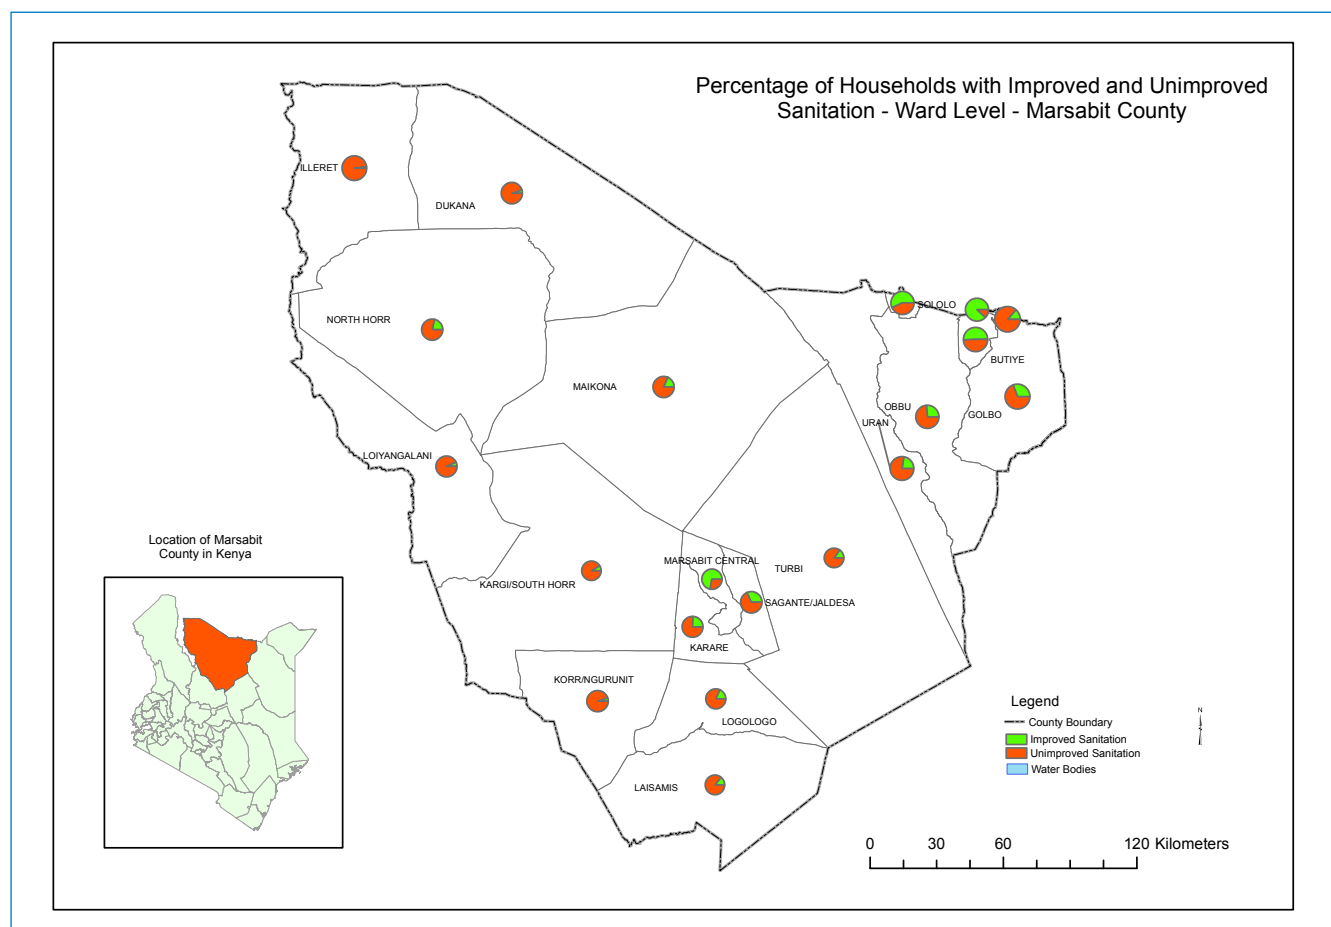 Percentage of Households with Improved and Unimproved
Sanitation - Ward Level - Marsabit County
ILLERET
DUKANA
NORTH HORR
SOLOLO
BUTIYE
MAIKONA
OBBU
GOLBO
URAN
LOIYANGALANI
Location of Marsabit
County in Kenya
MARSABIT CENTRAL
TURBI
KARGI/SOUTH HORR
SAGANTE/JALDESA
KARARE
KORR/NGURUNIT
LOGOLOGO
LAISAMIS
Legend
County Boundary
Improved Sanitation
Unimproved Sanitation
Water Bodies
N
0 30 60 120 Kilometers